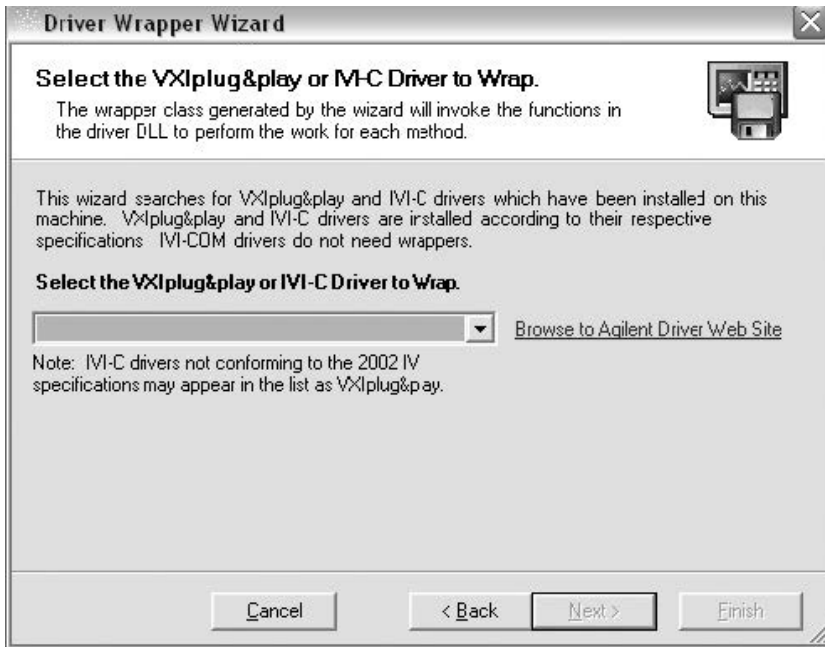 Driver Wrapper Wizard
Select the VXIplug&play or IVI-C Driver to Wrap.
The wrapper class generated by the wizard will invoke the functions in
the driver DLL to perform the work for each method.
This wizard searches for VXIplug&play and IVI-C drivers which have been installed on this
machine. VXIplug&play and IVI-C drivers are installed according to their respective
specifications IVI-COM drivers do not need wrappers.
Select the VXIplug&play or IVI-C Driver to Wrap.
Browse to Agilent Driver Web Site
Note: IVI-C drivers not conforming to the 2002 IV
specifications may appear in the list as VXIplug&pay.
Cancel
< Back
Next >
Finish